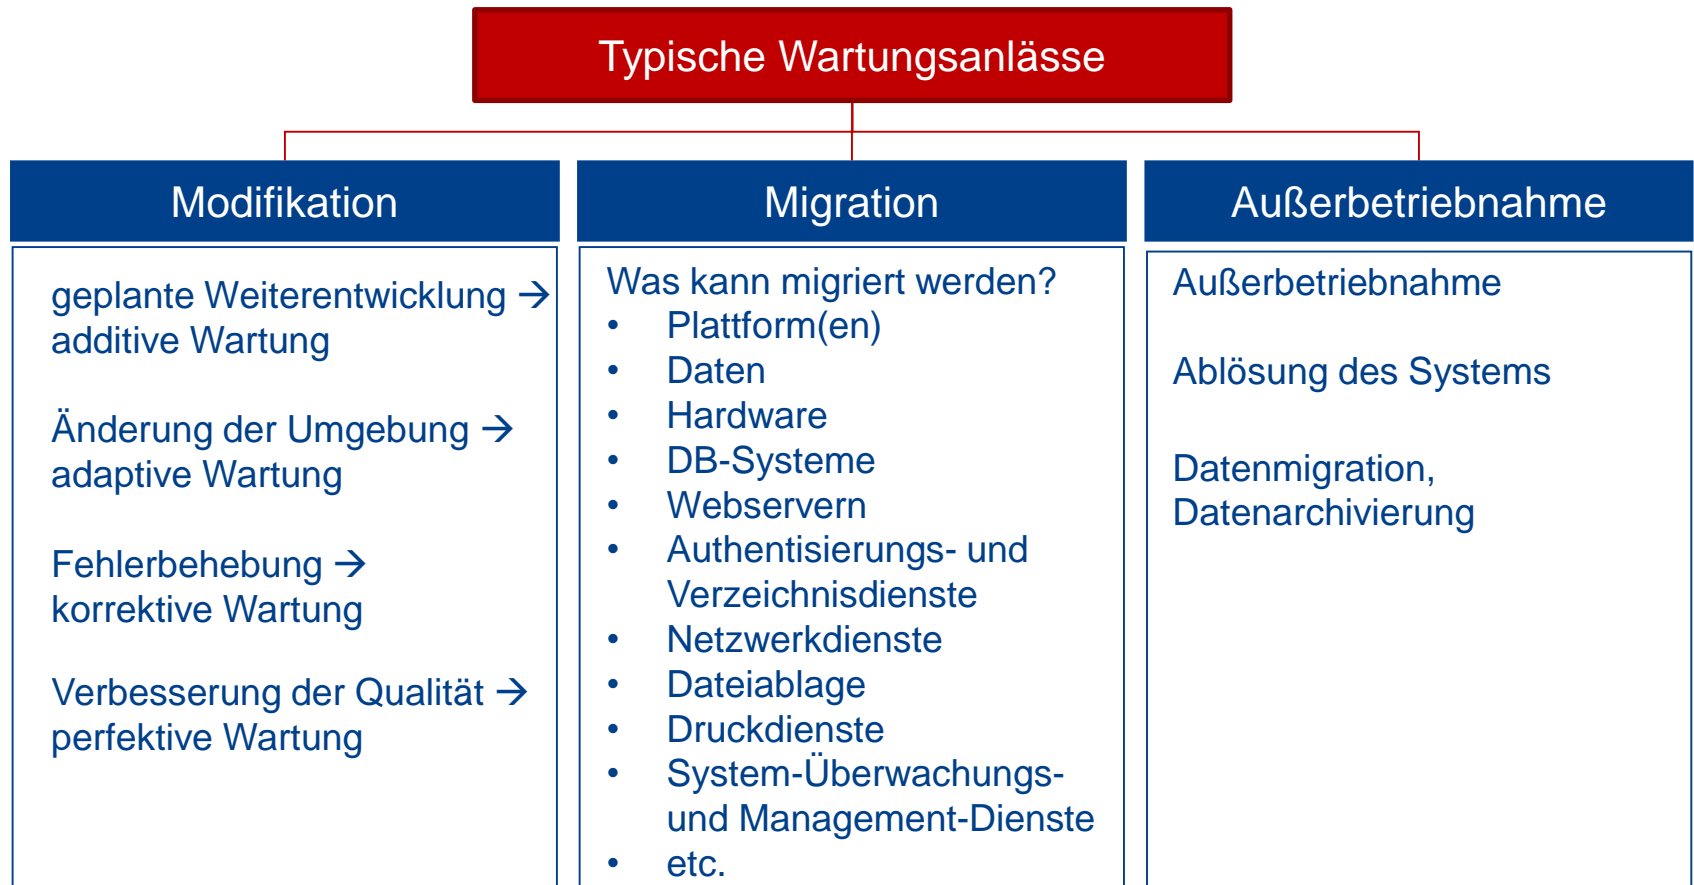 Typische Wartungsanlässe
Modifikation
geplante Weiterentwicklung →
additive Wartung
Änderung der Umgebung →
adaptive Wartung
Fehlerbehebung →
korrektive Wartung
Verbesserung der Qualität →
perfektive Wartung
Migration
Was kann migriert werden?
• Plattform(en)
• Daten
• Hardware
• DB-Systeme
• Webservern
• Authentisierungs- und
Verzeichnisdienste
• Netzwerkdienste
• Dateiablage
• Druckdienste
• System-Überwachungs-
und Management-Dienste
• etc.
Außerbetriebnahme
Außerbetriebnahme
Ablösung des Systems
Datenmigration,
Datenarchivierung